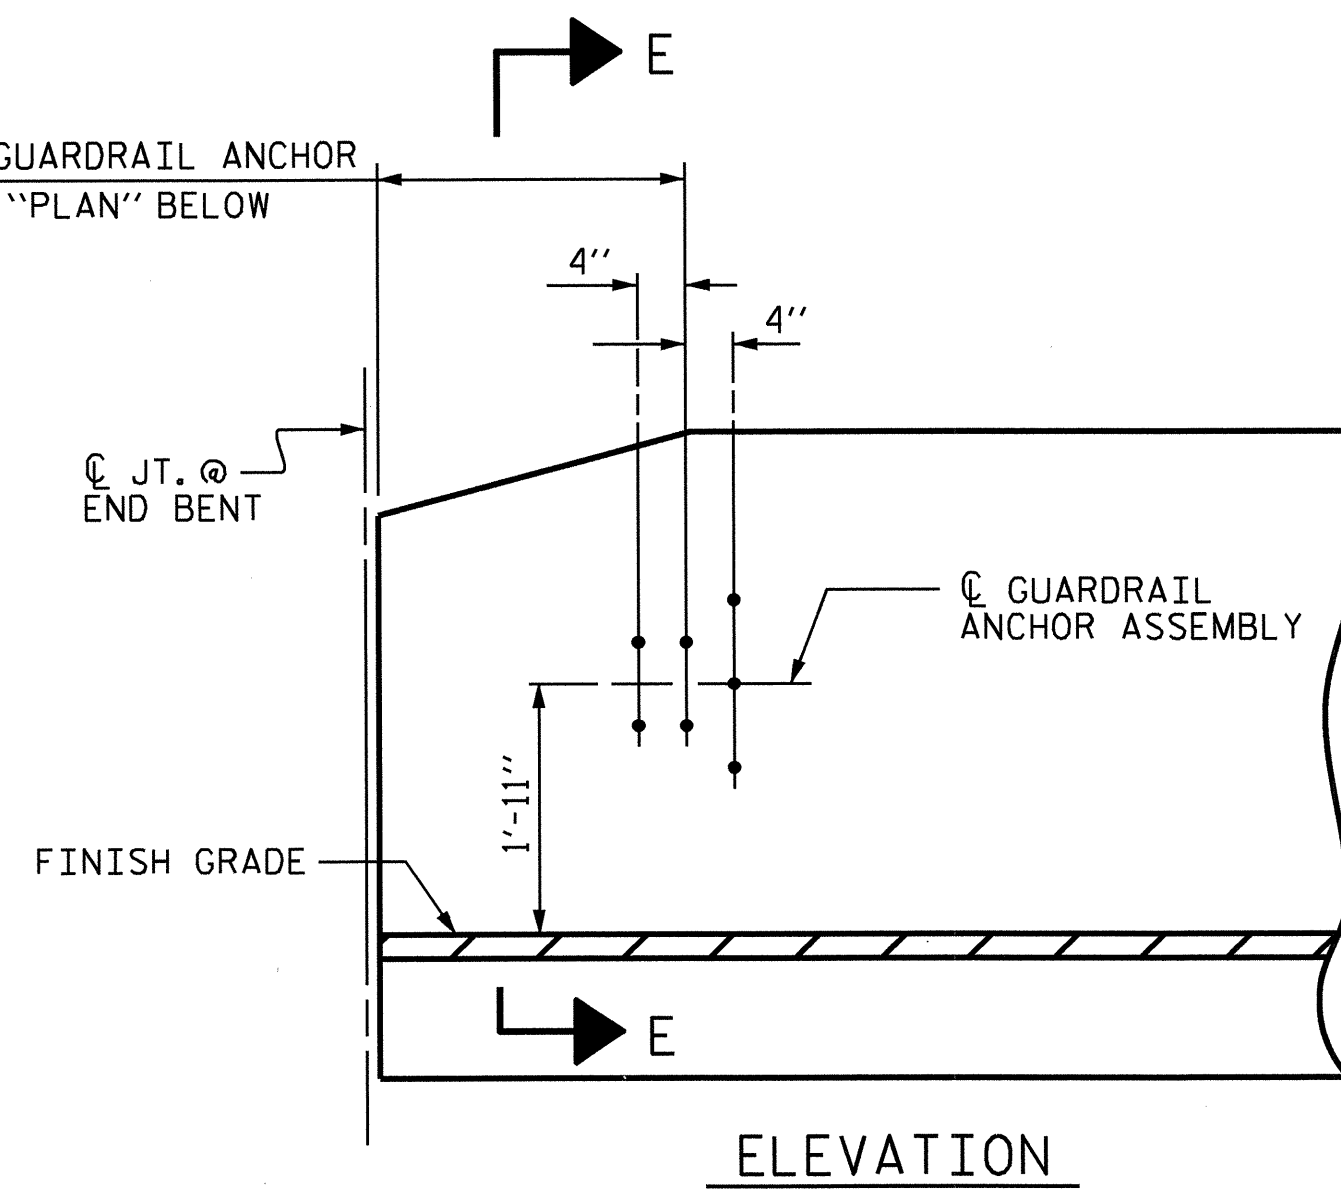 E
GUARDRAIL ANCHOR
"PLAN" BELOW
4"
4"
℄ JT. @
END BENT
℄ GUARDRAIL
ANCHOR ASSEMBLY
1'-11"
FINISH GRADE
E
ELEVATION